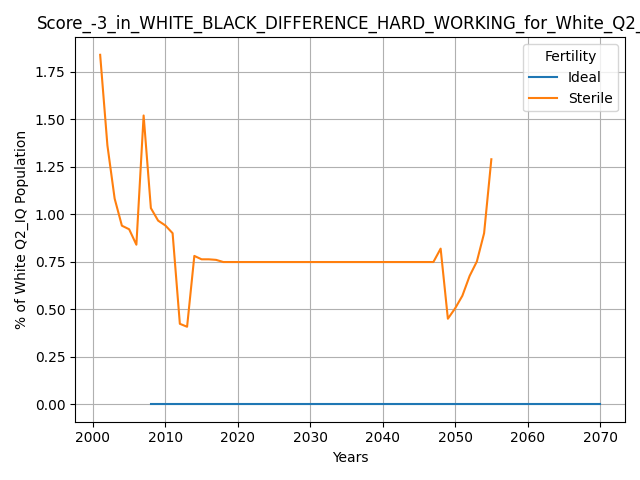 Score_-3_in_WHITE_BLACK_DIFFERENCE_HARD_WORKING_for_White_Q2_
Fertility
Ideal
Sterile
1.75
1.50
1.25
1.00
0.75
0.50
0.25
0.00
% of White Q2_IQ Population
2000 2010 2020 2030 2040 2050 2060 2070
Years